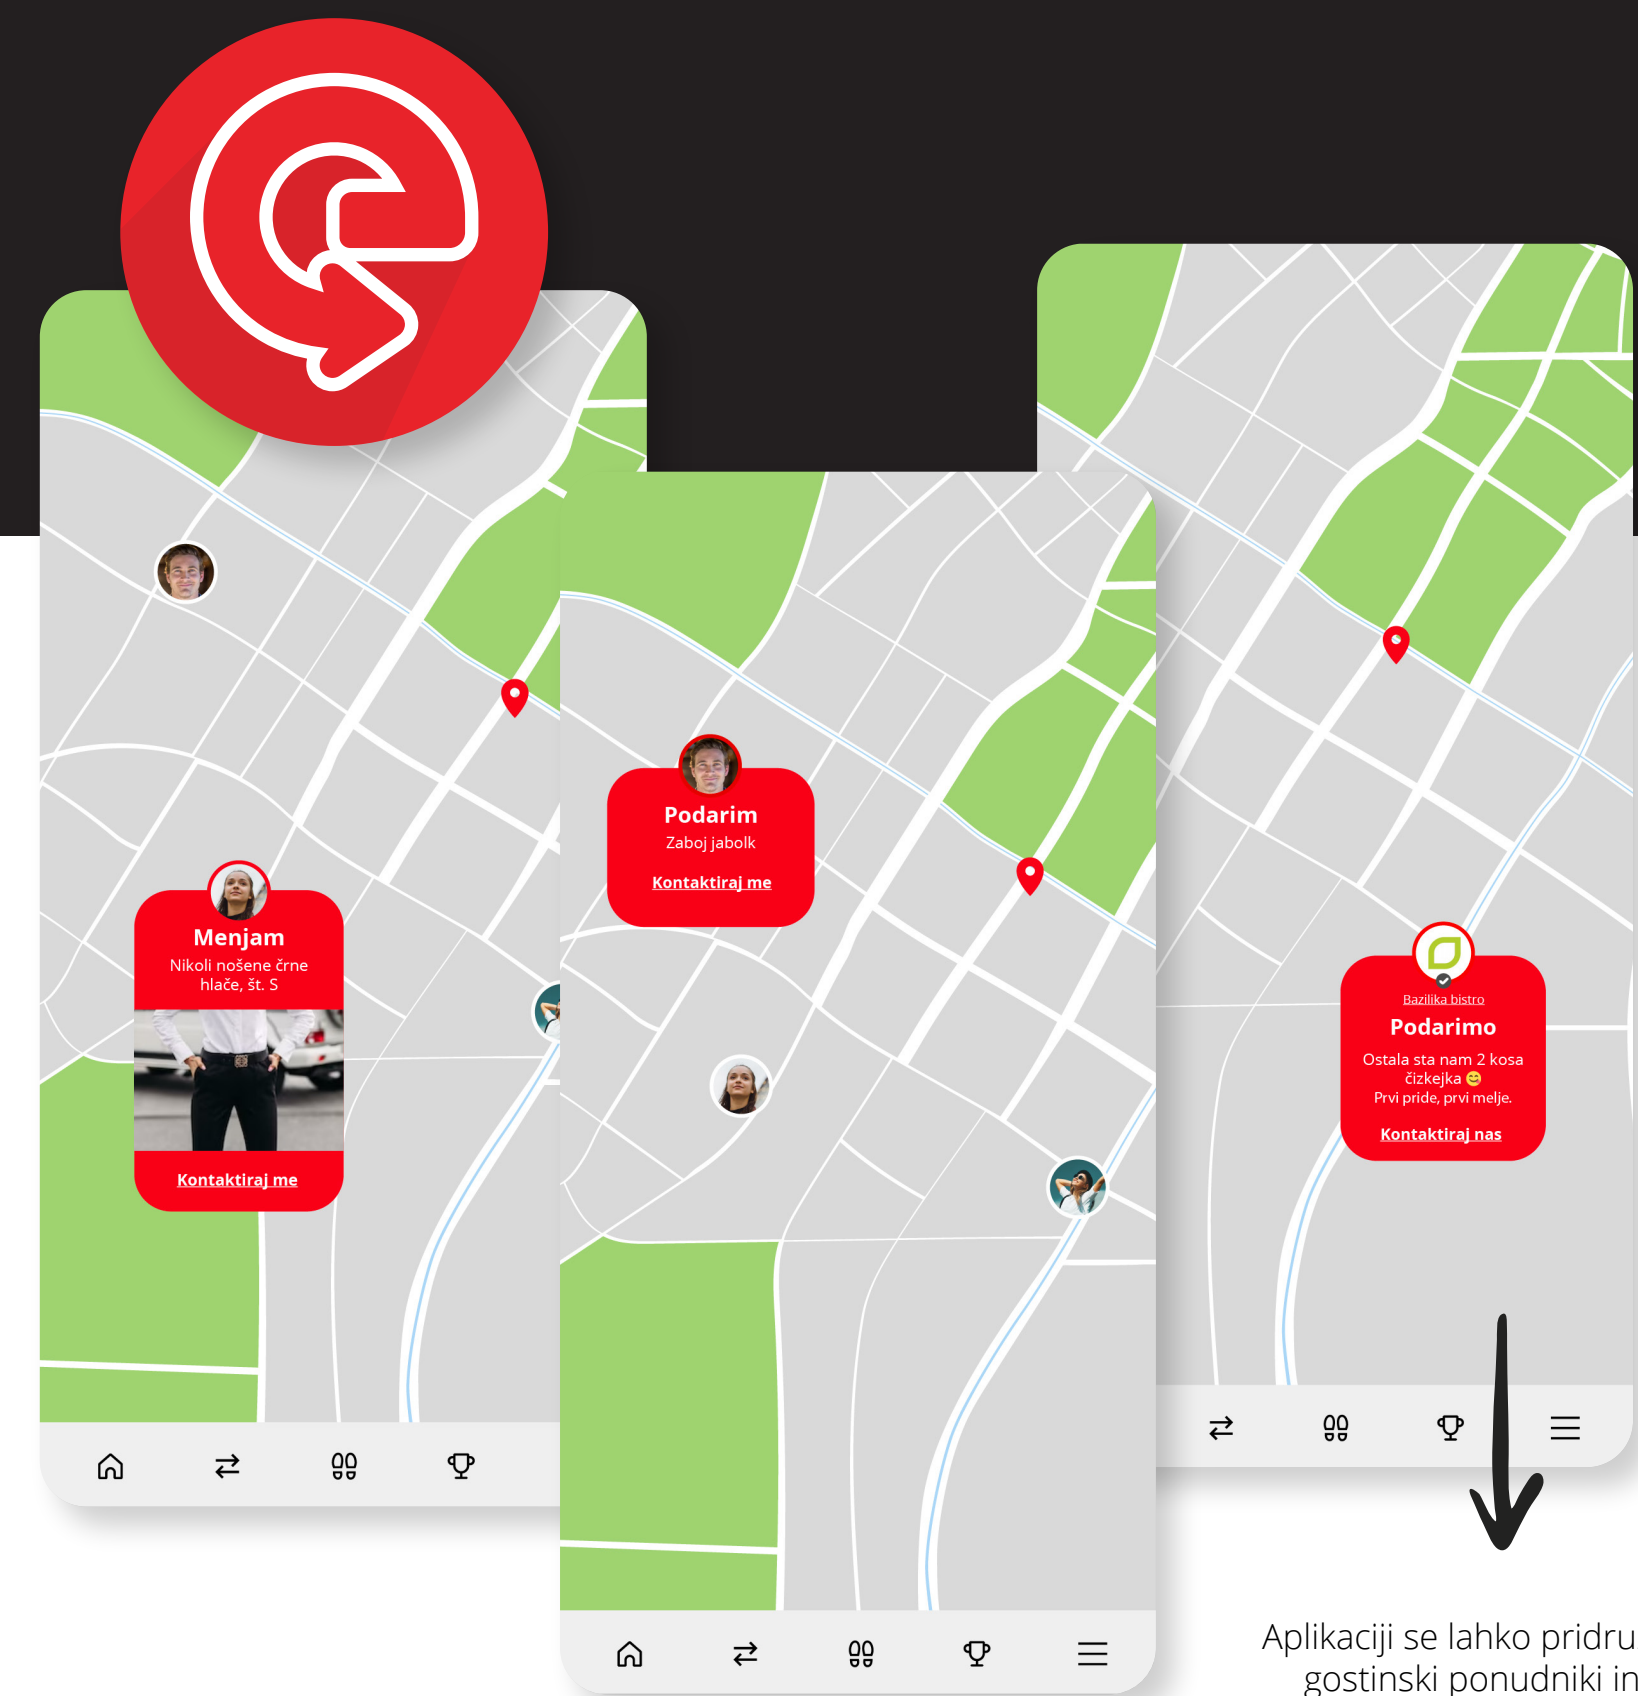 Menjam
Nikoli nošene črne
hlače, št. S
Kontaktiraj me
Podarim
Zaboj jabolk
Kontaktiraj me
Bazilika bistro
Podarimo
Ostala sta nam 2 kosa
čizkejka 😋
Prvi pride, prvi melje.
Kontaktiraj nas
Aplikaciji se lahko pridru
gostinski ponudniki in